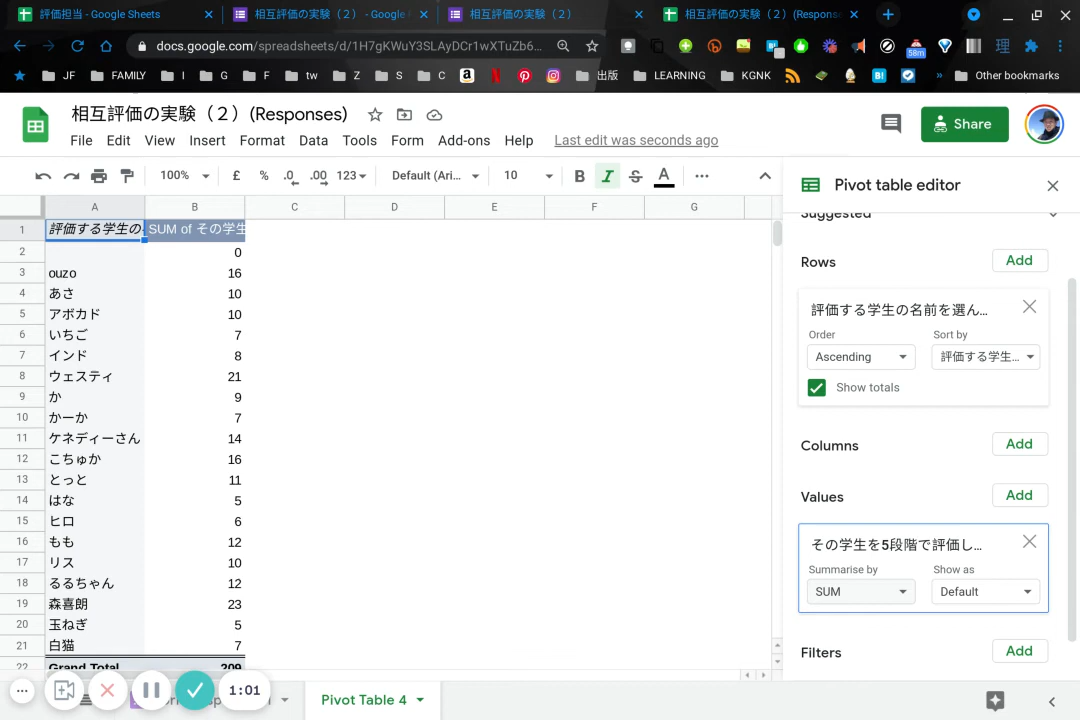 評価担当 - Google Sheets
相互評価の実験（２） - Google
相互評価の実験（２）
相互評価の実験（２）(Respons
docs.google.com/spreadsheets/d/1H7gKWuY3SLAyDCr1wXTuZb6...
58m
JF
FAMILY
I
G
F
tw
Z
S
C
出版
LEARNING
KGNK
»
Other bookmarks
相互評価の実験（２）(Responses)
File Edit View Insert Format Data Tools Form Add-ons Help Last edit was seconds ago
Share
100% £ % .0 .00 123 Default (Ari... 10 B I S A
Pivot table editor
A B C D E F G
1 評価する学生の SUM of その学生
2 0
3 ouzo 16
4 あさ 10
5 アボカド 10
6 いちご 7
7 インド 8
8 ウェスティ 21
9 か 9
10 かーか 7
11 ケネディーさん 14
12 こちゅか 16
13 とっと 11
14 はな 5
15 ヒロ 6
16 もも 12
17 リス 10
18 るるちゃん 12
19 森喜朗 23
20 玉ねぎ 5
21 白猫 7
22 Grand Total 209
Suggested
Rows Add
評価する学生の名前を選ん...
Order Sort by
Ascending 評価する学生...
Show totals
Columns Add
Values Add
その学生を5段階で評価し...
Summarise by Show as
SUM Default
Filters Add
1:01
Pivot Table 4